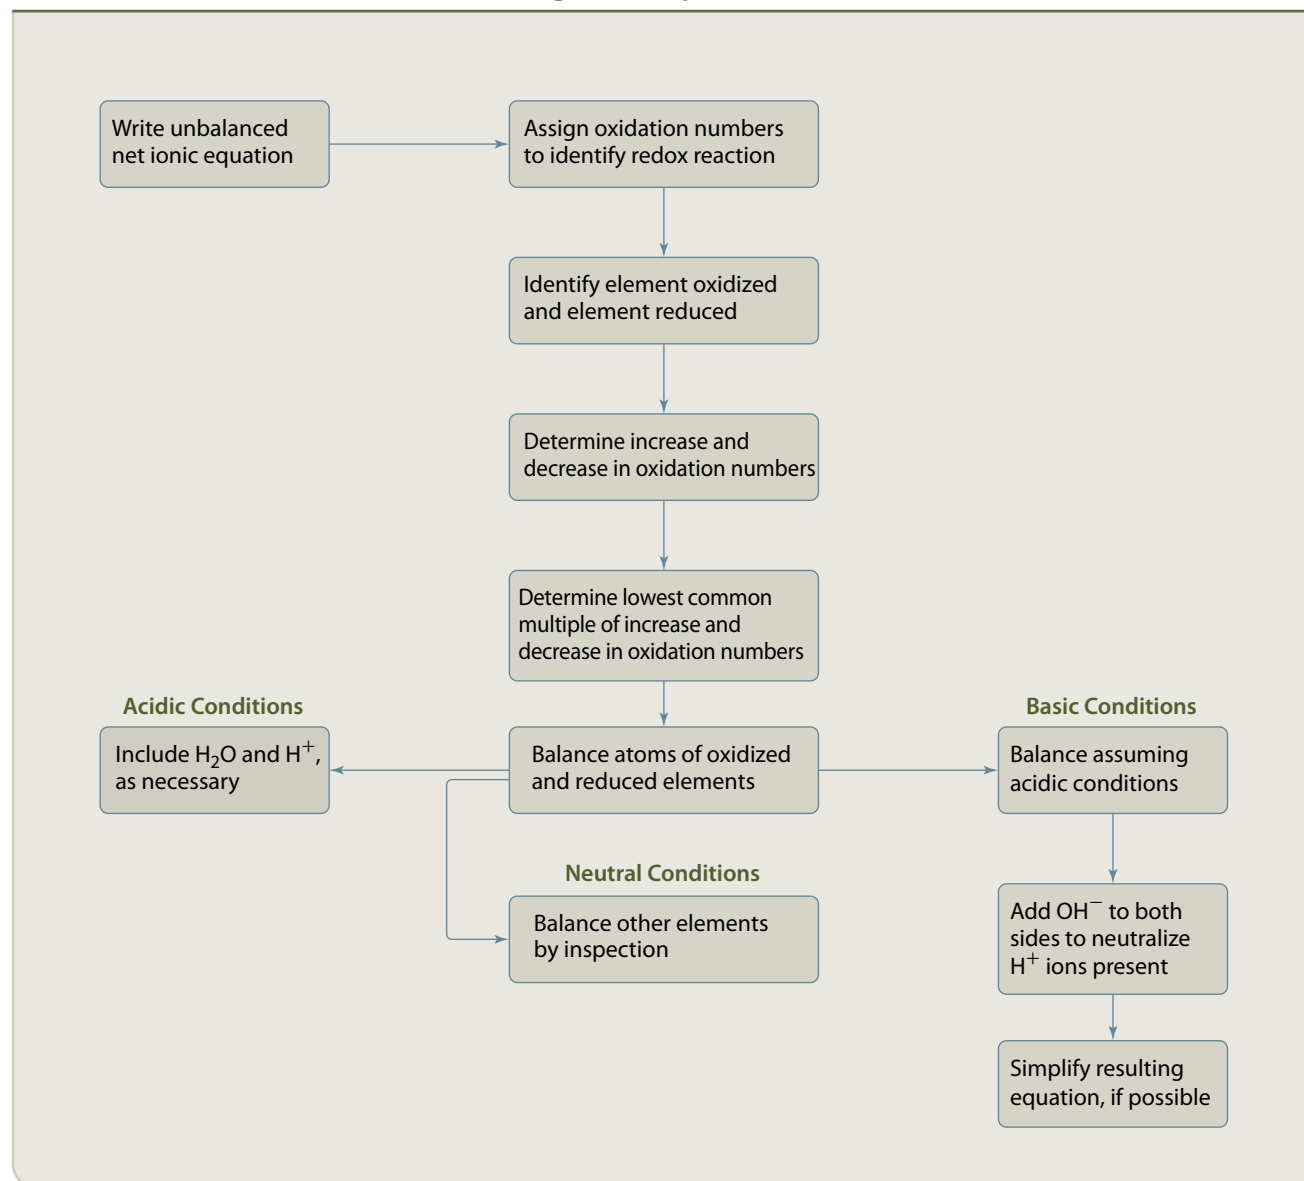 Write unbalanced
net ionic equation
Assign oxidation numbers
to identify redox reaction
Identify element oxidized
and element reduced
Determine increase and
decrease in oxidation numbers
Determine lowest common
multiple of increase and
decrease in oxidation numbers
Acidic Conditions
Include H₂O and H⁺,
as necessary
Balance atoms of oxidized
and reduced elements
Basic Conditions
Balance assuming
acidic conditions
Neutral Conditions
Balance other elements
by inspection
Add OH⁻ to both
sides to neutralize
H⁺ ions present
Simplify resulting
equation, if possible